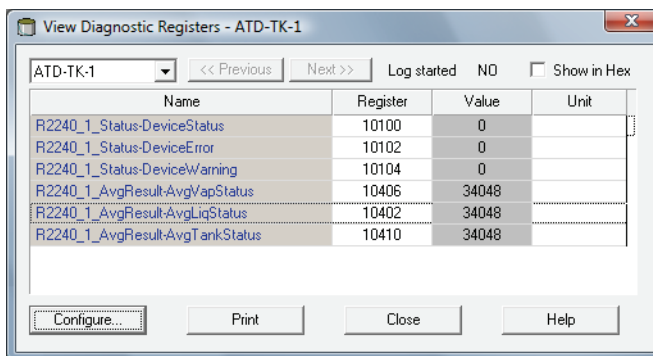 View Diagnostic Registers - ATD-TK-1
ATD-TK-1 << Previous Next >> Log started NO Show in Hex
Name Register Value Unit
R2240_1_Status-DeviceStatus 10100 0
R2240_1_Status-DeviceError 10102 0
R2240_1_Status-DeviceWarning 10104 0
R2240_1_AvgResult-AvgVapStatus 10406 34048
R2240_1_AvgResult-AvgLiqStatus 10402 34048
R2240_1_AvgResult-AvgTankStatus 10410 34048
Configure... Print Close Help